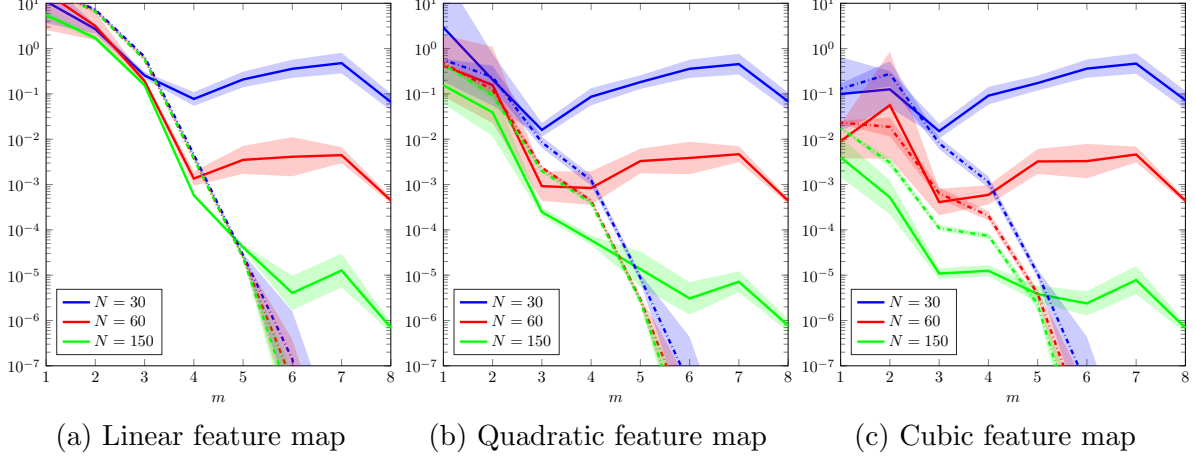 10^1
10^0
10^-1
10^-2
10^-3
10^-4
10^-5
10^-6
10^-7
1 2 3 4 5 6 7 8
m
N = 30
N = 60
N = 150
(a) Linear feature map
10^1
10^0
10^-1
10^-2
10^-3
10^-4
10^-5
10^-6
10^-7
1 2 3 4 5 6 7 8
m
N = 30
N = 60
N = 150
(b) Quadratic feature map
10^1
10^0
10^-1
10^-2
10^-3
10^-4
10^-5
10^-6
10^-7
1 2 3 4 5 6 7 8
m
N = 30
N = 60
N = 150
(c) Cubic feature map